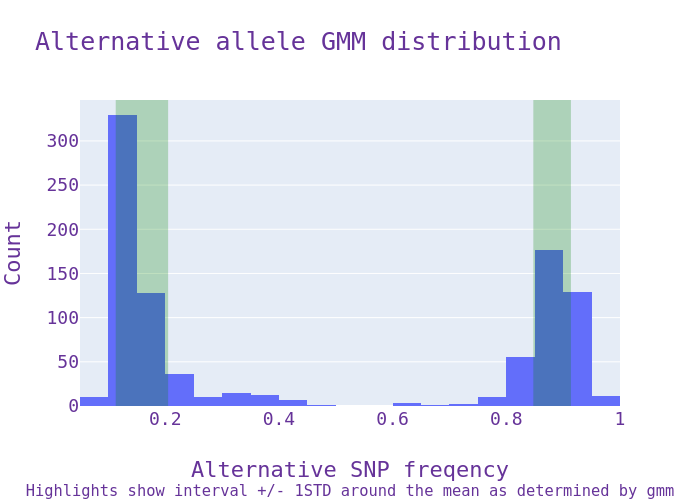 Alternative allele GMM distribution
300
250
200
150
100
50
0
Count
0.2 0.4 0.6 0.8 1
Alternative SNP freqency
Highlights show interval +/- 1STD around the mean as determined by gmm